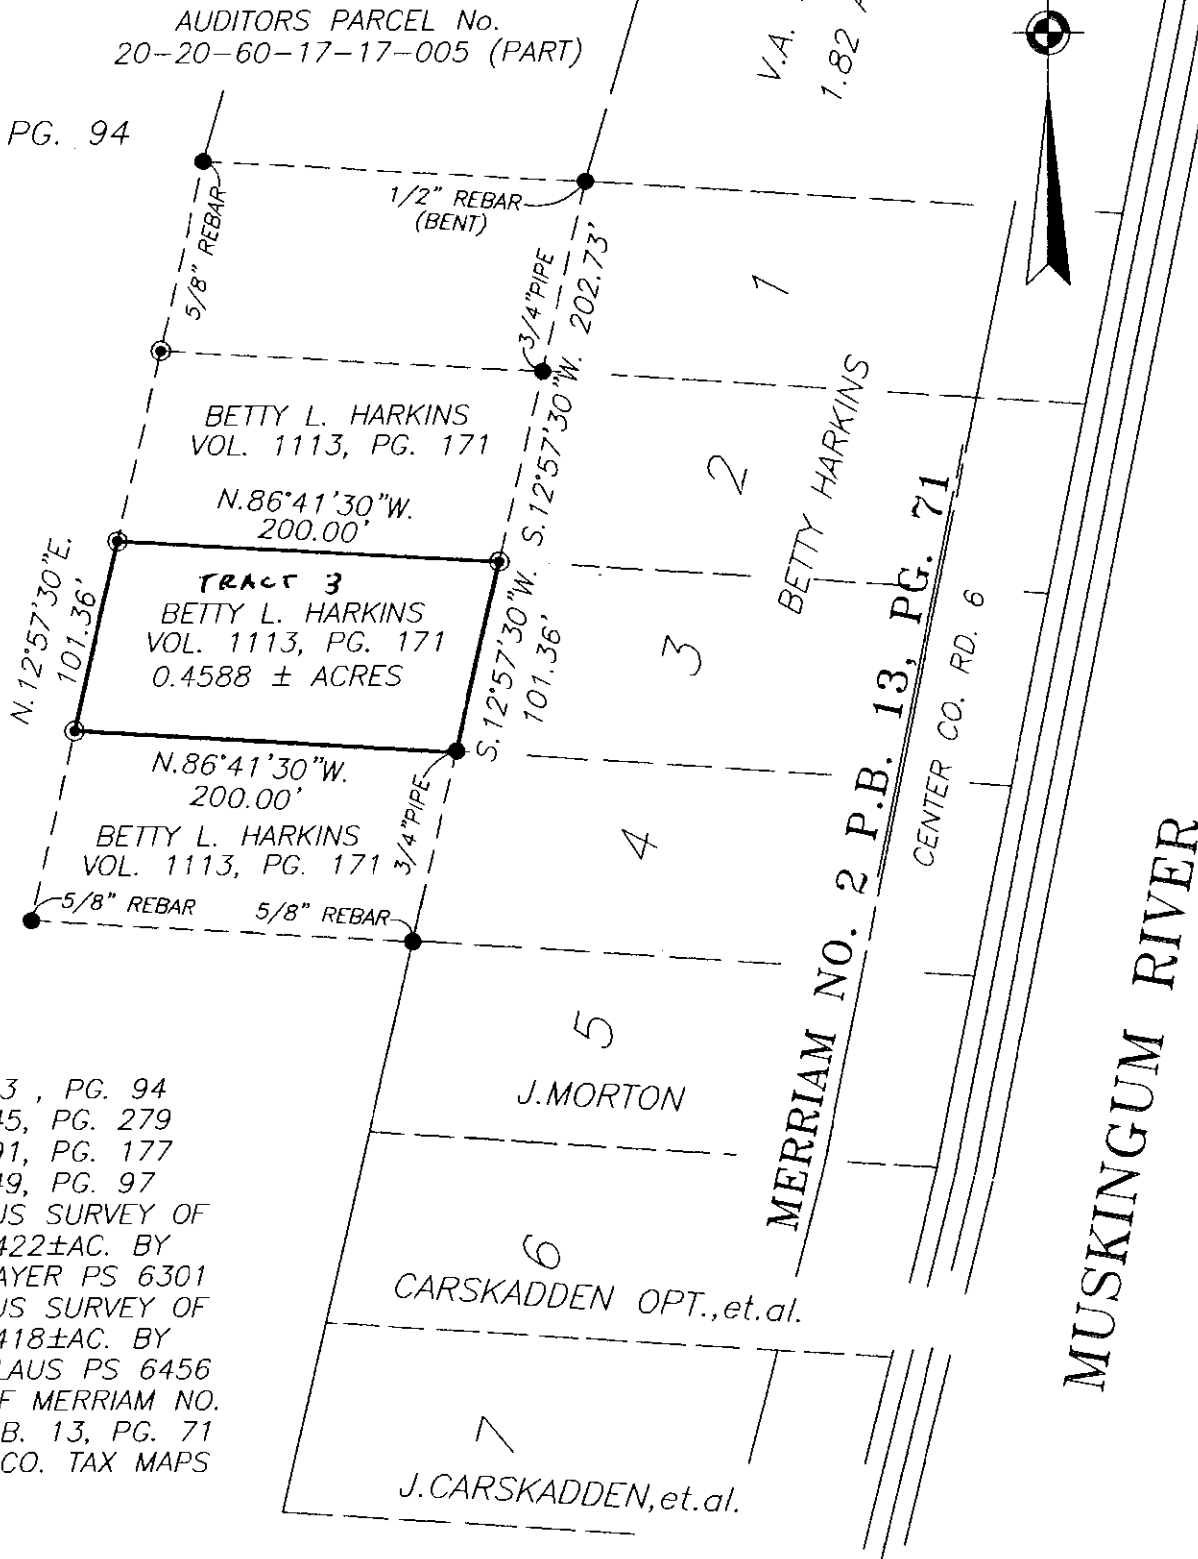 AUDITORS PARCEL No.
20-20-60-17-17-005 (PART)
V.A.
1.82 A
PG. 94
5/8" REBAR
1/2" REBAR
(BENT)
3/4"PIPE
S.12°57'30"W. 202.73'
1
BETTY L. HARKINS
VOL. 1113, PG. 171
2
BETTY HARKINS
N.86°41'30"W.
200.00'
N.12°57'30"E.
101.36'
TRACT 3
BETTY L. HARKINS
VOL. 1113, PG. 171
0.4588 ± ACRES
S.12°57'30"W.
101.36'
3
MERRIAM NO. 2 P.B. 13, PG. 71
CENTER CO. RD. 6
N.86°41'30"W.
200.00'
3/4"PIPE
BETTY L. HARKINS
VOL. 1113, PG. 171
4
5/8" REBAR
5/8" REBAR
MUSKINGUM RIVER
5
J.MORTON
6
CARSKADDEN OPT.,et.al.
7
J.CARSKADDEN,et.al.
3 , PG. 94
45, PG. 279
91, PG. 177
49, PG. 97
US SURVEY OF
422±AC. BY
AYER PS 6301
US SURVEY OF
418±AC. BY
LAUS PS 6456
F MERRIAM NO.
B. 13, PG. 71
CO. TAX MAPS